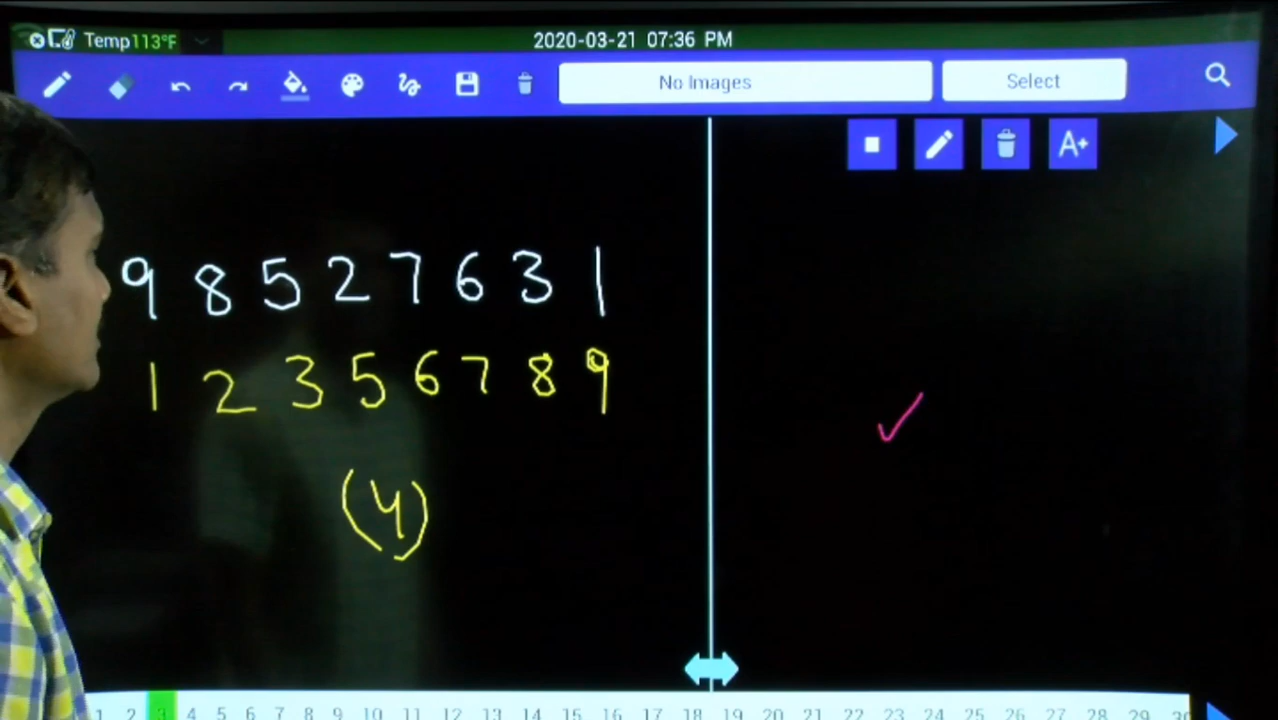 Temp113°F
2020-03-21 07:36 PM
No Images
Select
A+
9 8 5 2 7 6 3 1
1 2 3 5 6 7 8 9
(4)
1 2 3 4 5 6 7 8 9 10 11 12 13 14 15 16 17 18 19 20 21 22 23 24 25 26 27 28 29 30